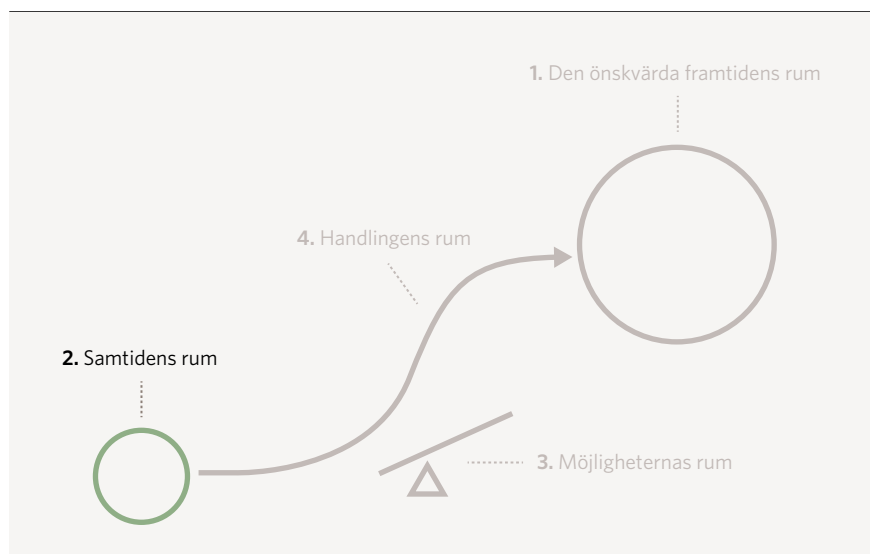 1. Den önskvärda framtidens rum
4. Handlingens rum
2. Samtidens rum
3. Möjligheternas rum